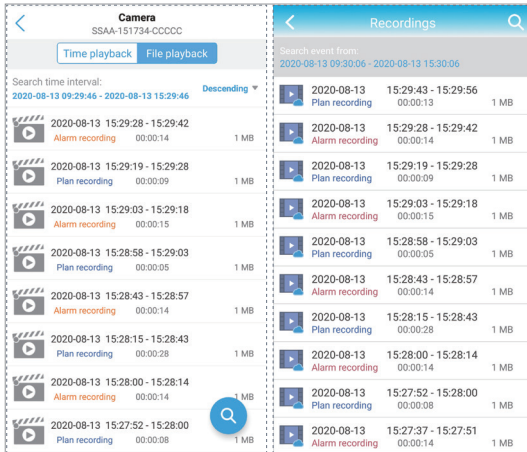 Camera
SSAA-151734-CCCCC
Time playback File playback
Search time interval:
2020-08-13 09:29:46 - 2020-08-13 15:29:46 Descending
2020-08-13 15:29:28 - 15:29:42
Alarm recording 00:00:14 1 MB
2020-08-13 15:29:19 - 15:29:28
Plan recording 00:00:09 1 MB
2020-08-13 15:29:03 - 15:29:18
Alarm recording 00:00:15 1 MB
2020-08-13 15:28:58 - 15:29:03
Plan recording 00:00:05 1 MB
2020-08-13 15:28:43 - 15:28:57
Alarm recording 00:00:14 1 MB
2020-08-13 15:28:15 - 15:28:43
Plan recording 00:00:28 1 MB
2020-08-13 15:28:00 - 15:28:14
Alarm recording 00:00:14 1 MB
2020-08-13 15:27:52 - 15:28:00
Plan recording 00:00:08 1 MB
Recordings
Search event from:
2020-08-13 09:30:06 - 2020-08-13 15:30:06
2020-08-13 15:29:43 - 15:29:56
Plan recording 00:00:13 1 MB
2020-08-13 15:29:28 - 15:29:42
Alarm recording 00:00:14 1 MB
2020-08-13 15:29:19 - 15:29:28
Plan recording 00:00:09 1 MB
2020-08-13 15:29:03 - 15:29:18
Alarm recording 00:00:15 1 MB
2020-08-13 15:28:58 - 15:29:03
Plan recording 00:00:05 1 MB
2020-08-13 15:28:43 - 15:28:57
Alarm recording 00:00:14 1 MB
2020-08-13 15:28:15 - 15:28:43
Plan recording 00:00:28 1 MB
2020-08-13 15:28:00 - 15:28:14
Alarm recording 00:00:14 1 MB
2020-08-13 15:27:52 - 15:28:00
Plan recording 00:00:08 1 MB
2020-08-13 15:27:37 - 15:27:51
Alarm recording 00:00:14 1 MB